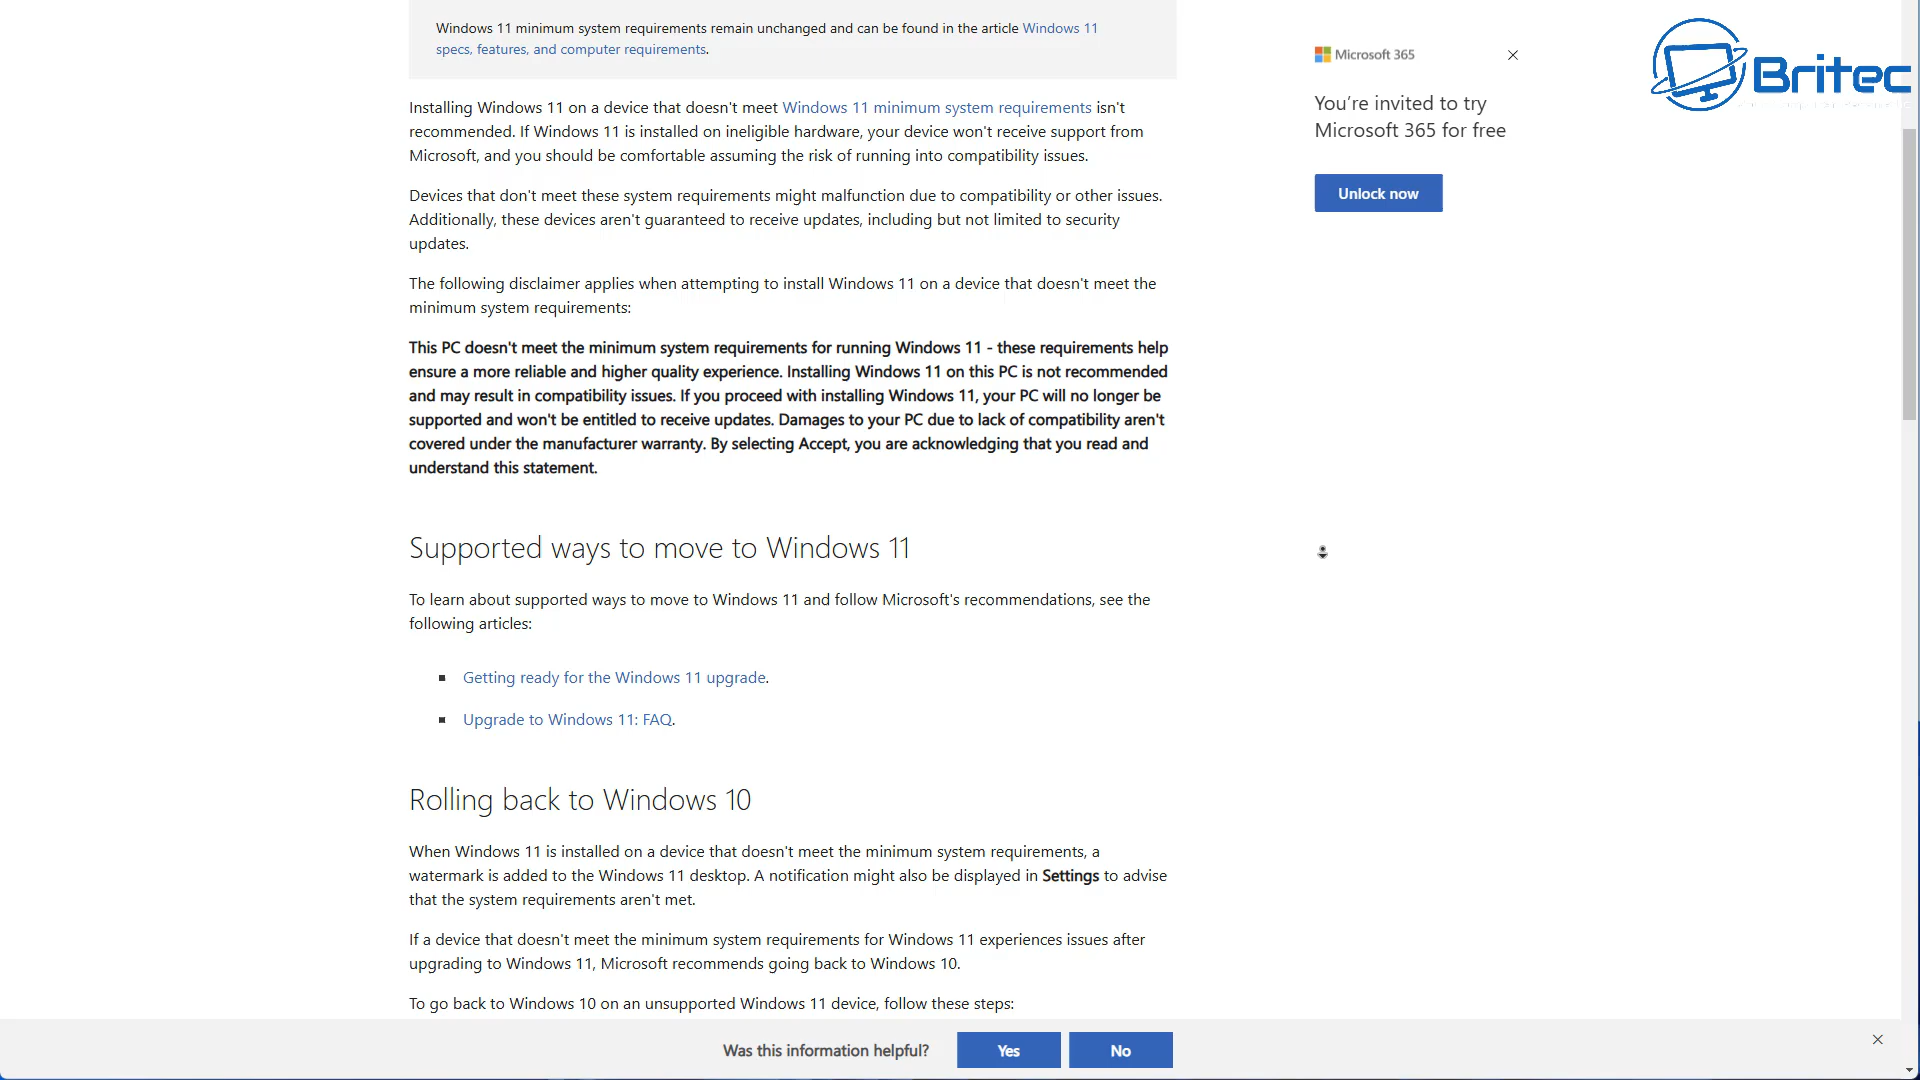 Windows 11 minimum system requirements remain unchanged and can be found in the article Windows 11
specs, features, and computer requirements.
Installing Windows 11 on a device that doesn't meet Windows 11 minimum system requirements isn't
recommended. If Windows 11 is installed on ineligible hardware, your device won't receive support from
Microsoft, and you should be comfortable assuming the risk of running into compatibility issues.
Devices that don't meet these system requirements might malfunction due to compatibility or other issues.
Additionally, these devices aren't guaranteed to receive updates, including but not limited to security
updates.
The following disclaimer applies when attempting to install Windows 11 on a device that doesn't meet the
minimum system requirements:
This PC doesn't meet the minimum system requirements for running Windows 11 - these requirements help
ensure a more reliable and higher quality experience. Installing Windows 11 on this PC is not recommended
and may result in compatibility issues. If you proceed with installing Windows 11, your PC will no longer be
supported and won't be entitled to receive updates. Damages to your PC due to lack of compatibility aren't
covered under the manufacturer warranty. By selecting Accept, you are acknowledging that you read and
understand this statement.
Supported ways to move to Windows 11
To learn about supported ways to move to Windows 11 and follow Microsoft's recommendations, see the
following articles:
Getting ready for the Windows 11 upgrade.
Upgrade to Windows 11: FAQ.
Rolling back to Windows 10
When Windows 11 is installed on a device that doesn't meet the minimum system requirements, a
watermark is added to the Windows 11 desktop. A notification might also be displayed in Settings to advise
that the system requirements aren't met.
If a device that doesn't meet the minimum system requirements for Windows 11 experiences issues after
upgrading to Windows 11, Microsoft recommends going back to Windows 10.
To go back to Windows 10 on an unsupported Windows 11 device, follow these steps:
Microsoft 365
You're invited to try
Microsoft 365 for free
Unlock now
Britec
Was this information helpful?
Yes
No